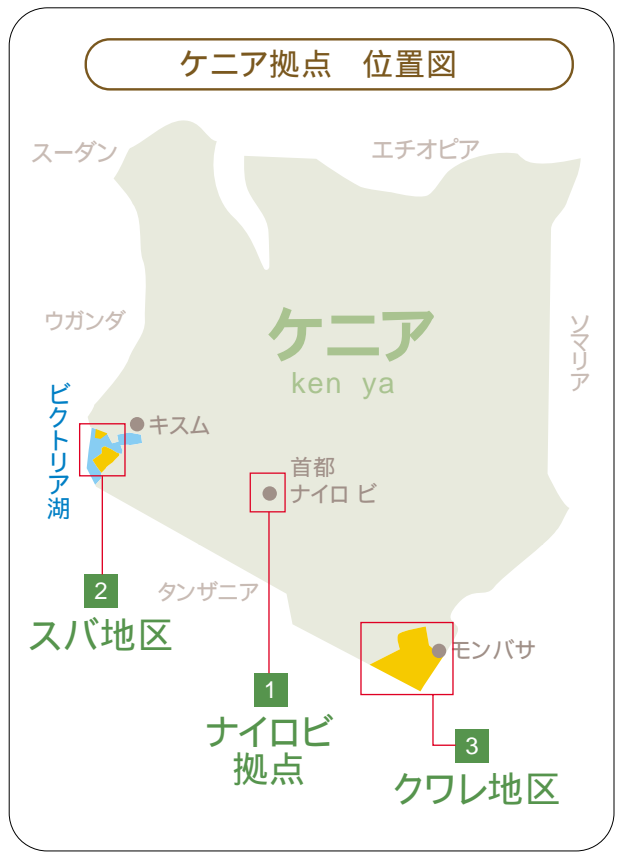 ケニア拠点　位置図
スーダン
エチオピア
ウガンダ
ケニア
ken ya
ソマリア
ビクトリア湖
キスム
首都
ナイロビ
タンザニア
2
スバ地区
モンバサ
1
ナイロビ
拠点
3
クワレ地区